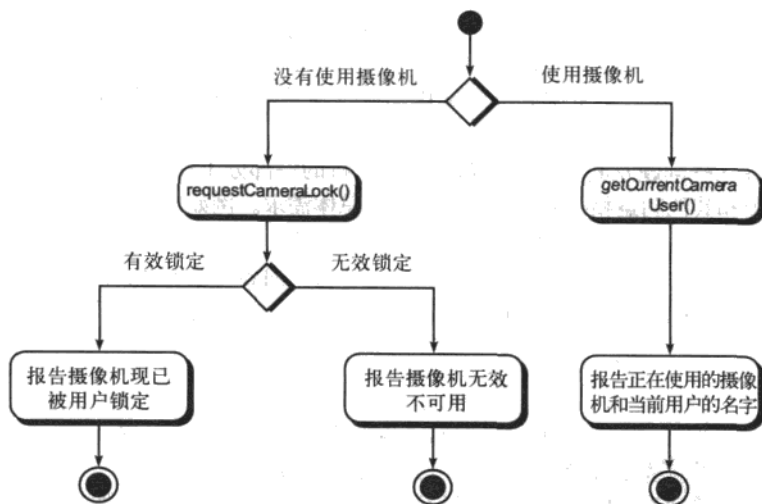 没有使用摄像机
使用摄像机
requestCameraLock()
getCurrentCamera
User()
有效锁定
无效锁定
报告摄像机现已
被用户锁定
报告摄像机无效
不可用
报告正在使用的摄像
机和当前用户的名字